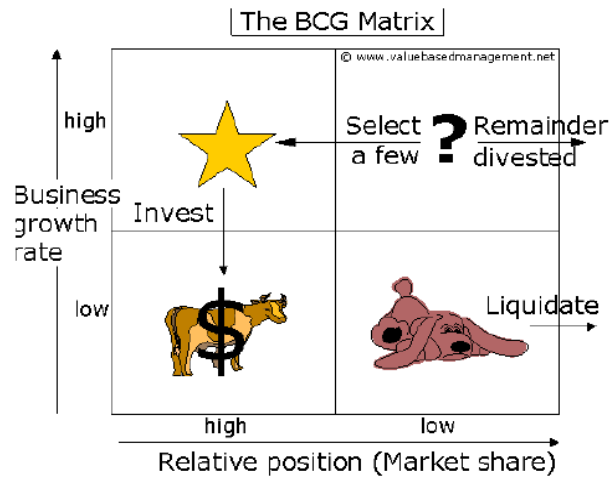 The BCG Matrix
© www.valuebasedmanagement.net
high
Select
a few
?
Remainder
divested
Business
growth
rate
Invest
low
$
Liquidate
high
low
Relative position (Market share)